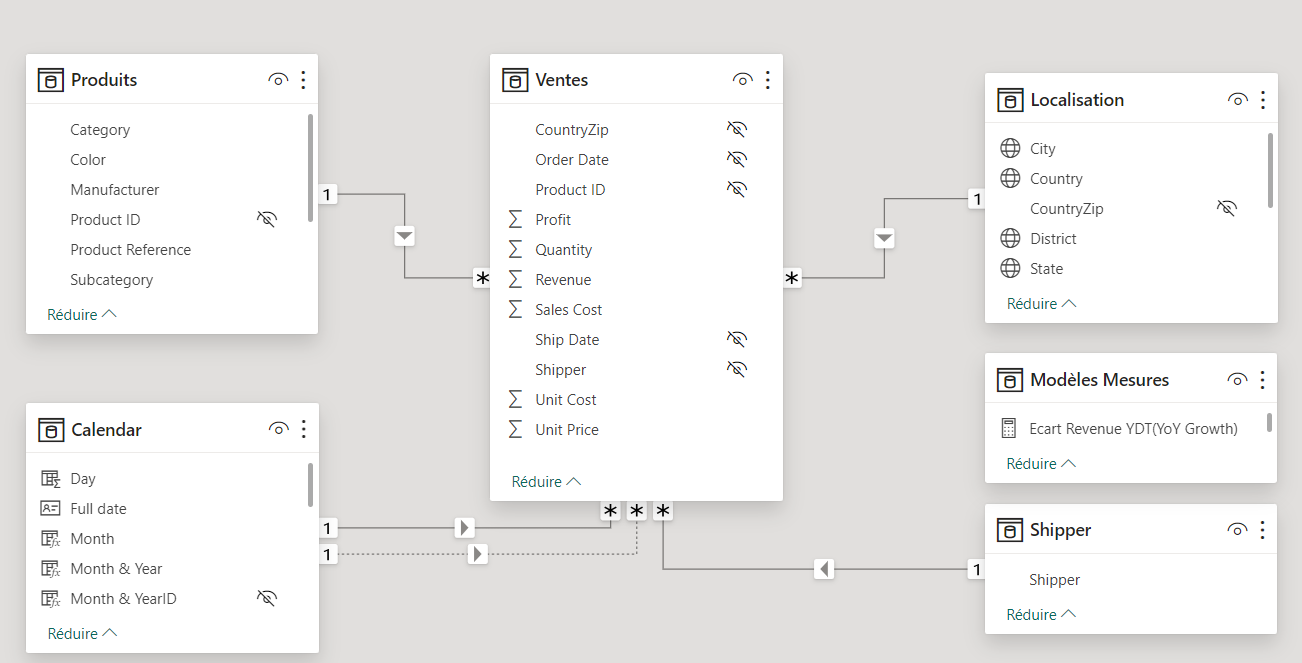 Produits
Category
Color
Manufacturer
Product ID
Product Reference
Subcategory
Réduire
1
*
Ventes
CountryZip
Order Date
Product ID
Profit
Quantity
Revenue
Sales Cost
Ship Date
Shipper
Unit Cost
Unit Price
Réduire
*
1
Localisation
City
Country
CountryZip
District
State
Réduire
Modèles Mesures
Ecart Revenue YDT(YoY Growth)
Réduire
Calendar
Day
Full date
Month
Month & Year
Month & YearID
Réduire
1
1
* * *
1
Shipper
Shipper
Réduire